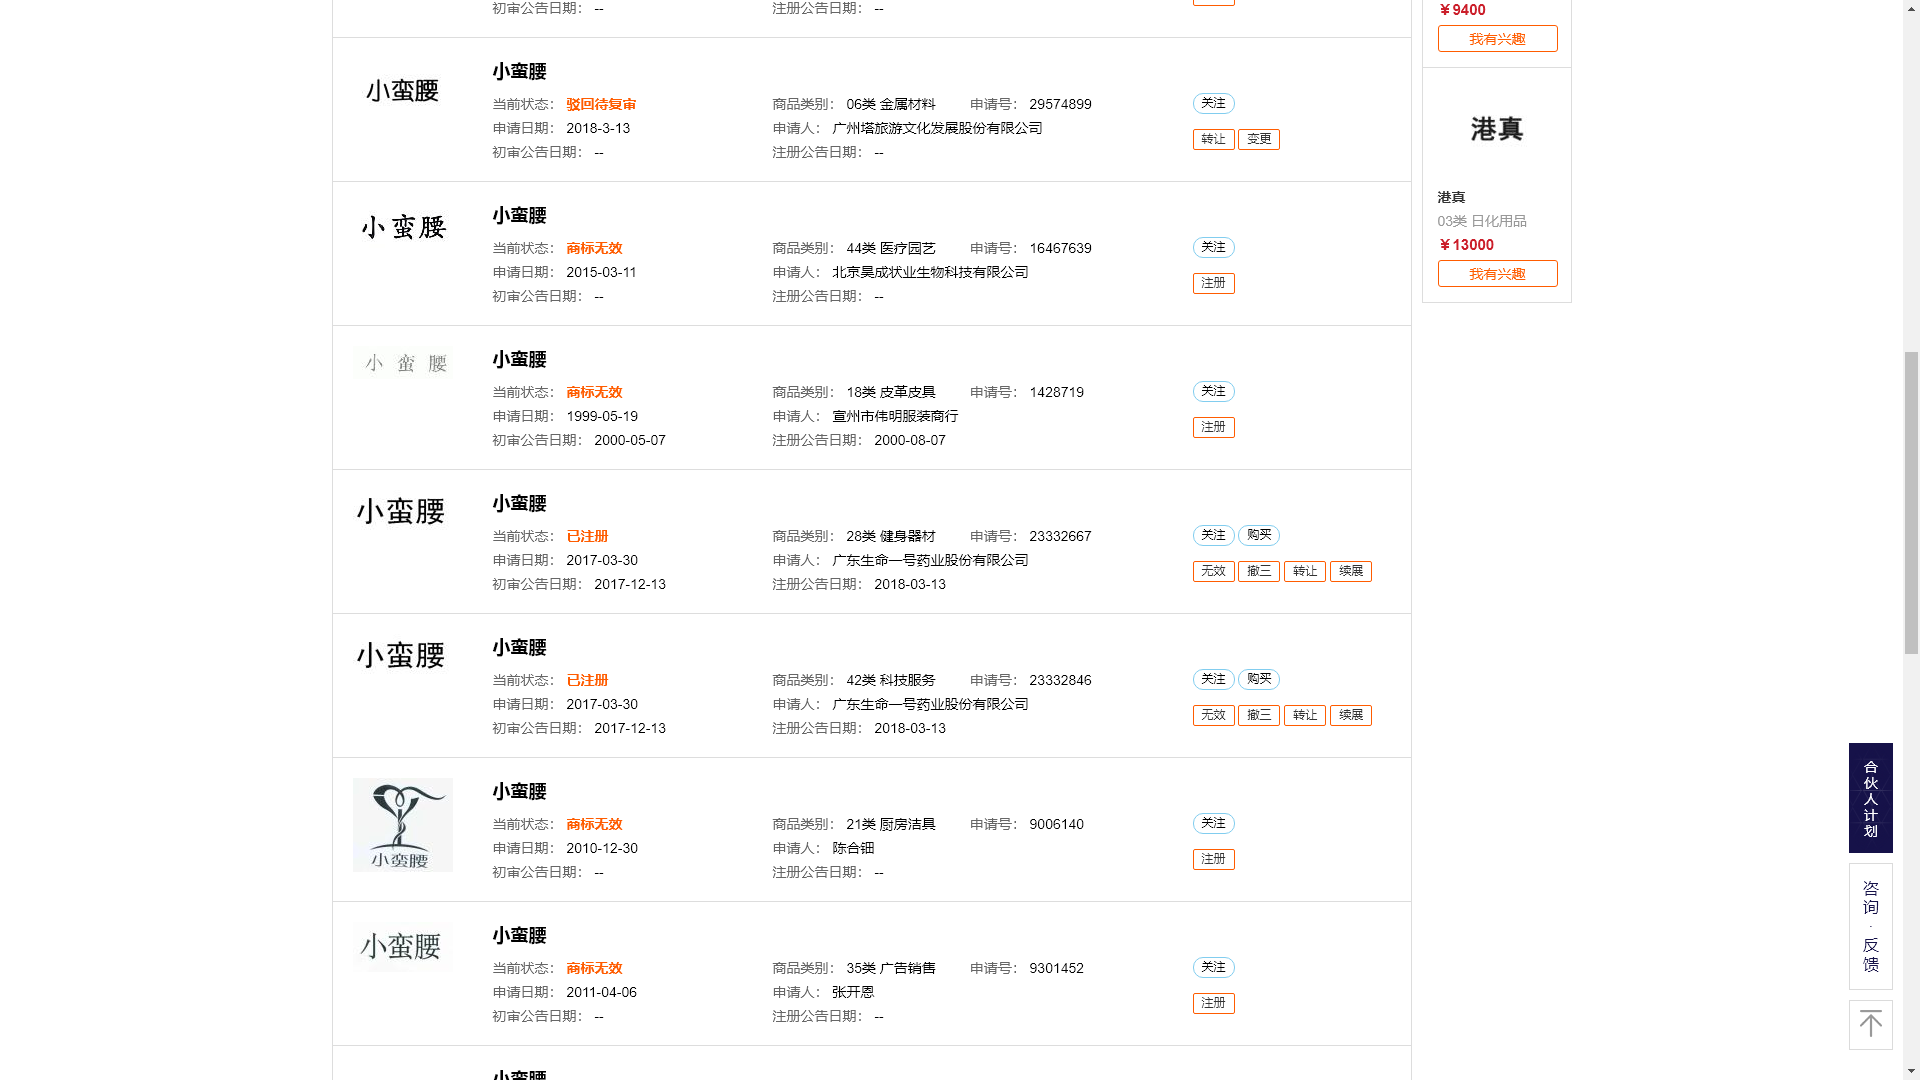 初审公告日期： --
注册公告日期： --
小蛮腰
小蛮腰
当前状态： 驳回待复审
商品类别： 06类 金属材料
申请号： 29574899
关注
申请日期： 2018-3-13
申请人： 广州塔旅游文化发展股份有限公司
转让
变更
初审公告日期： --
注册公告日期： --
小蛮腰
小蛮腰
当前状态： 商标无效
商品类别： 44类 医疗园艺
申请号： 16467639
关注
申请日期： 2015-03-11
申请人： 北京昊成状业生物科技有限公司
注册
初审公告日期： --
注册公告日期： --
小蛮腰
小蛮腰
当前状态： 商标无效
商品类别： 18类 皮革皮具
申请号： 1428719
关注
申请日期： 1999-05-19
申请人： 宣州市伟明服装商行
注册
初审公告日期： 2000-05-07
注册公告日期： 2000-08-07
小蛮腰
小蛮腰
当前状态： 已注册
商品类别： 28类 健身器材
申请号： 23332667
关注
购买
申请日期： 2017-03-30
申请人： 广东生命一号药业股份有限公司
无效
撤三
转让
续展
初审公告日期： 2017-12-13
注册公告日期： 2018-03-13
小蛮腰
小蛮腰
当前状态： 已注册
商品类别： 42类 科技服务
申请号： 23332846
关注
购买
申请日期： 2017-03-30
申请人： 广东生命一号药业股份有限公司
无效
撤三
转让
续展
初审公告日期： 2017-12-13
注册公告日期： 2018-03-13
小蛮腰
小蛮腰
当前状态： 商标无效
商品类别： 21类 厨房洁具
申请号： 9006140
关注
申请日期： 2010-12-30
申请人： 陈合钿
注册
初审公告日期： --
注册公告日期： --
小蛮腰
小蛮腰
当前状态： 商标无效
商品类别： 35类 广告销售
申请号： 9301452
关注
申请日期： 2011-04-06
申请人： 张开恩
注册
初审公告日期： --
注册公告日期： --
小蛮腰
￥9400
我有兴趣
港真
港真
03类 日化用品
￥13000
我有兴趣
合伙人计划
咨询·反馈